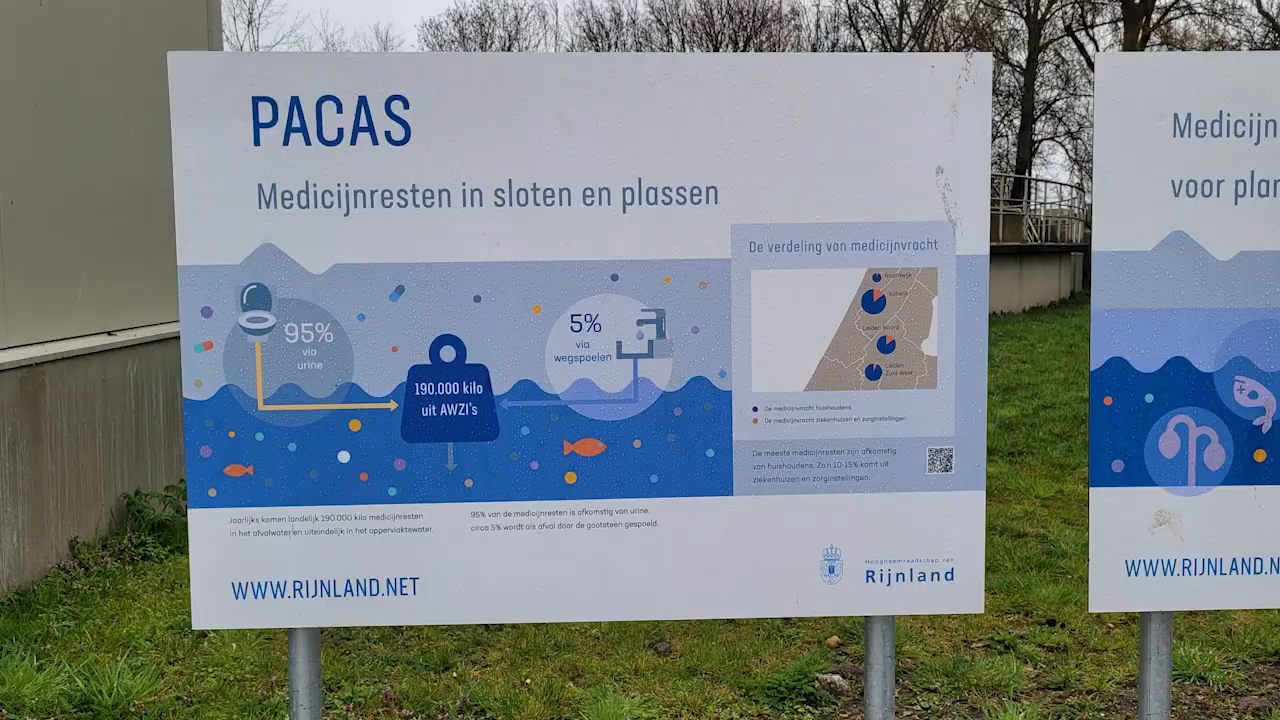 PACAS
Medicijnresten in sloten en plassen
95%
via
urine
190.000 kilo
uit AWZI's
5%
via
wegspoelen
De verdeling van medicijnvracht
Noordwijk
Katwijk
Leiden Noord
Leiden
Zuid-West
De medicijnvracht huishoudens
De medicijnvracht ziekenhuizen en zorginstellingen
De meeste medicijnresten zijn afkomstig
van huishoudens. Zo'n 10-15% komt uit
ziekenhuizen en zorginstellingen.
Jaarlijks komen landelijk 190.000 kilo medicijnresten
in het afvalwater en uiteindelijk in het oppervlaktewater.
95% van de medicijnresten is afkomstig van urine,
circa 5% wordt als afval door de gootsteen gespoeld.
WWW.RIJNLAND.NET
Hoogheemraadschap van
Rijnland
Medicijn
voor plan
WWW.RIJNLAND.N